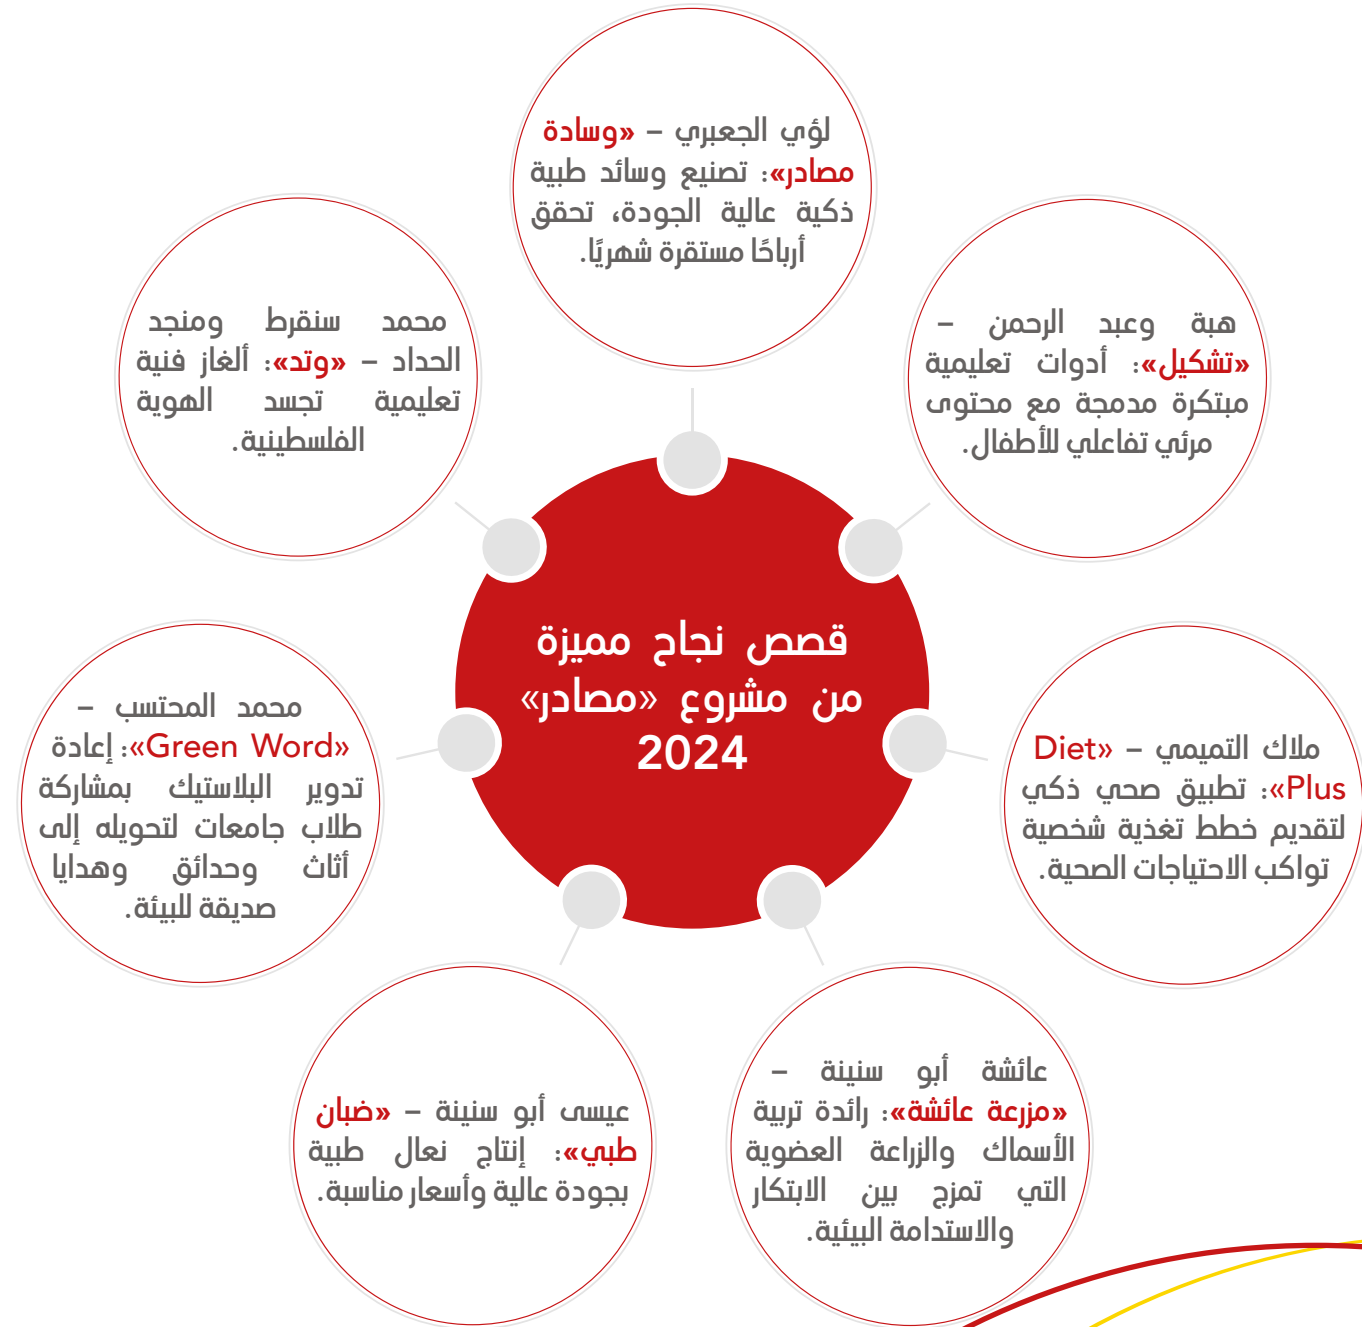 لؤي الجعبري – «وسادة
مصادر»: تصنيع وسائد طبية
ذكية عالية الجودة، تحقق
أرباحًا مستقرة شهريًا.
هبة وعبد الرحمن –
«تشكيل»: أدوات تعليمية
مبتكرة مدمجة مع محتوى
مرئي تفاعلي للأطفال.
محمد سنقرط ومنجد
الحداد – «وتد»: ألغاز فنية
تعليمية تجسد الهوية
الفلسطينية.
قصص نجاح مميزة
من مشروع «مصادر»
2024
ملاك التميمي – «Diet
Plus»: تطبيق صحي ذكي
لتقديم خطط تغذية شخصية
تواكب الاحتياجات الصحية.
محمد المحتسب –
«Green Word»: إعادة
تدوير البلاستيك بمشاركة
طلاب جامعات لتحويله إلى
أثاث وحدائق وهدايا
صديقة للبيئة.
عائشة أبو سنينة –
«مزرعة عائشة»: رائدة تربية
الأسماك والزراعة العضوية
التي تمزج بين الابتكار
والاستدامة البيئية.
عيسى أبو سنينة – «ضبان
طبي»: إنتاج نعال طبية
بجودة عالية وأسعار مناسبة.